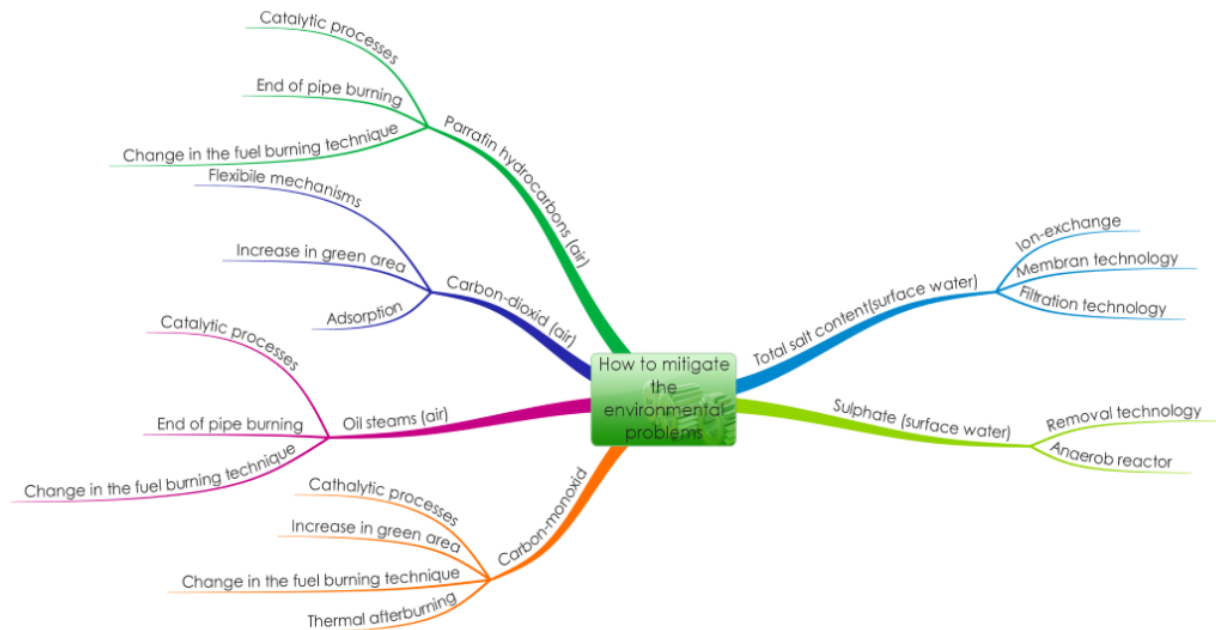 Catalytic processes
End of pipe burning
Change in the fuel burning technique
Parrafin hydrocarbons (air)
Flexibile mechanisms
Increase in green area
Adsorption
Carbon-dioxid (air)
Catalytic processes
End of pipe burning
Change in the fuel burning technique
Oil steams (air)
Cathalytic processes
Increase in green area
Change in the fuel burning technique
Thermal afterburning
Carbon-monoxid
How to mitigate
the
environmental
problems
Total salt content(surface water)
Ion-exchange
Membran technology
Filtration technology
Sulphate (surface water)
Removal technology
Anaerob reactor